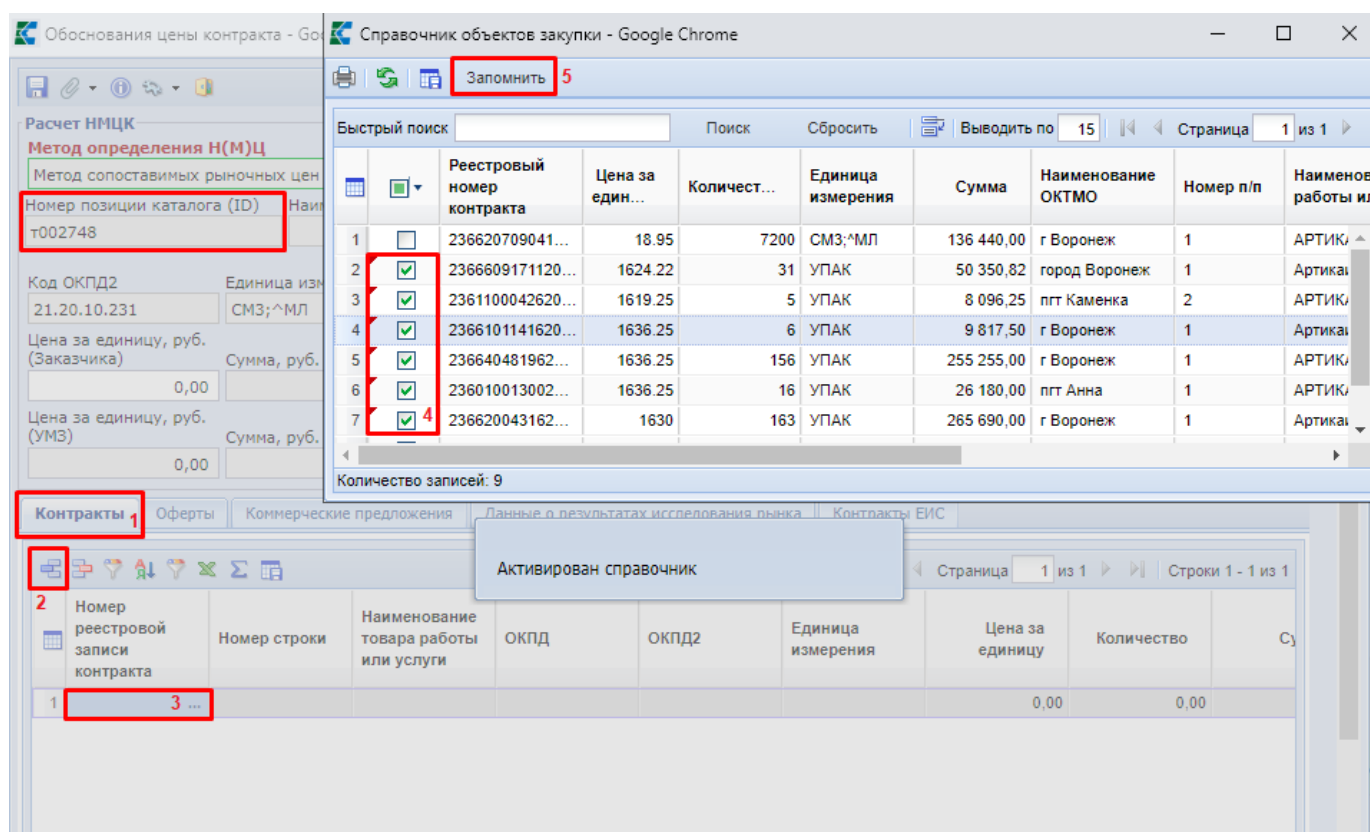 Обоснования цены контракта - Goo
Справочник объектов закупки - Google Chrome
Запомнить 5
Расчет НМЦК
Метод определения Н(М)Ц
Метод сопоставимых рыночных цен
Номер позиции каталога (ID)
т002748
Код ОКПД2
21.20.10.231
СМ3;^МЛ
Цена за единицу, руб.
(Заказчика)
Сумма, руб.
0,00
Цена за единицу, руб.
(УМЗ)
Сумма, руб.
0,00
Быстрый поиск Поиск Сбросить Выводить по 15 Страница 1 из 1
Реестровый номер контракта Цена за един... Количест... Единица измерения Сумма Наименование ОКТМО Номер п/п
1 236620709041... 18.95 7200 СМ3;^МЛ 136 440,00 г Воронеж 1
2 2366609171120... 1624.22 31 УПАК 50 350,82 город Воронеж 1
3 2361100042620... 1619.25 5 УПАК 8 096,25 пгт Каменка 2
4 2366101141620... 1636.25 6 УПАК 9 817,50 г Воронеж 1
5 236640481962... 1636.25 156 УПАК 255 255,00 г Воронеж 1
6 236010013002... 1636.25 16 УПАК 26 180,00 пгт Анна 1
7 4 236620043162... 1630 163 УПАК 265 690,00 г Воронеж 1
Количество записей: 9
Контракты 1 Оферты Коммерческие предложения Данные о результатах исследования рынка Контракты ЕИС
Активирован справочник
Страница 1 из 1 Строки 1 - 1 из 1
2
Номер реестровой записи контракта Номер строки Наименование товара работы или услуги ОКПД ОКПД2 Единица измерения Цена за единицу Количество
1 3 ... 0,00 0,00